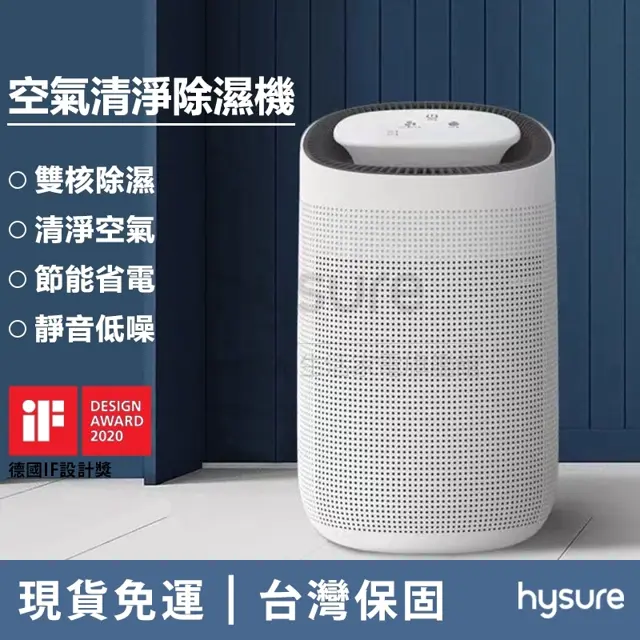 空氣清淨除濕機
雙核除濕
清淨空氣
節能省電
靜音低噪
sure
iF
DESIGN
AWARD
2020
德國IF設計獎
現貨免運｜台灣保固
hysure